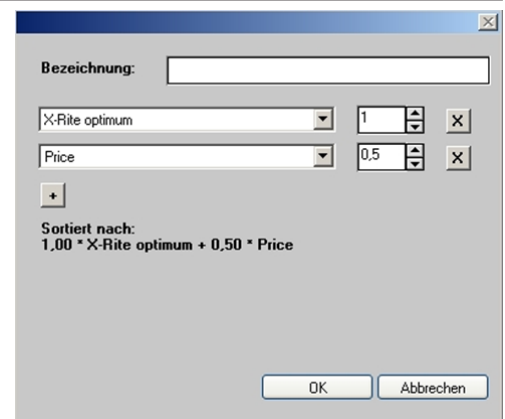 Bezeichnung:
X-Rite optimum 1 X
Price 0,5 X
+
Sortiert nach:
1,00 * X-Rite optimum + 0,50 * Price
OK Abbrechen